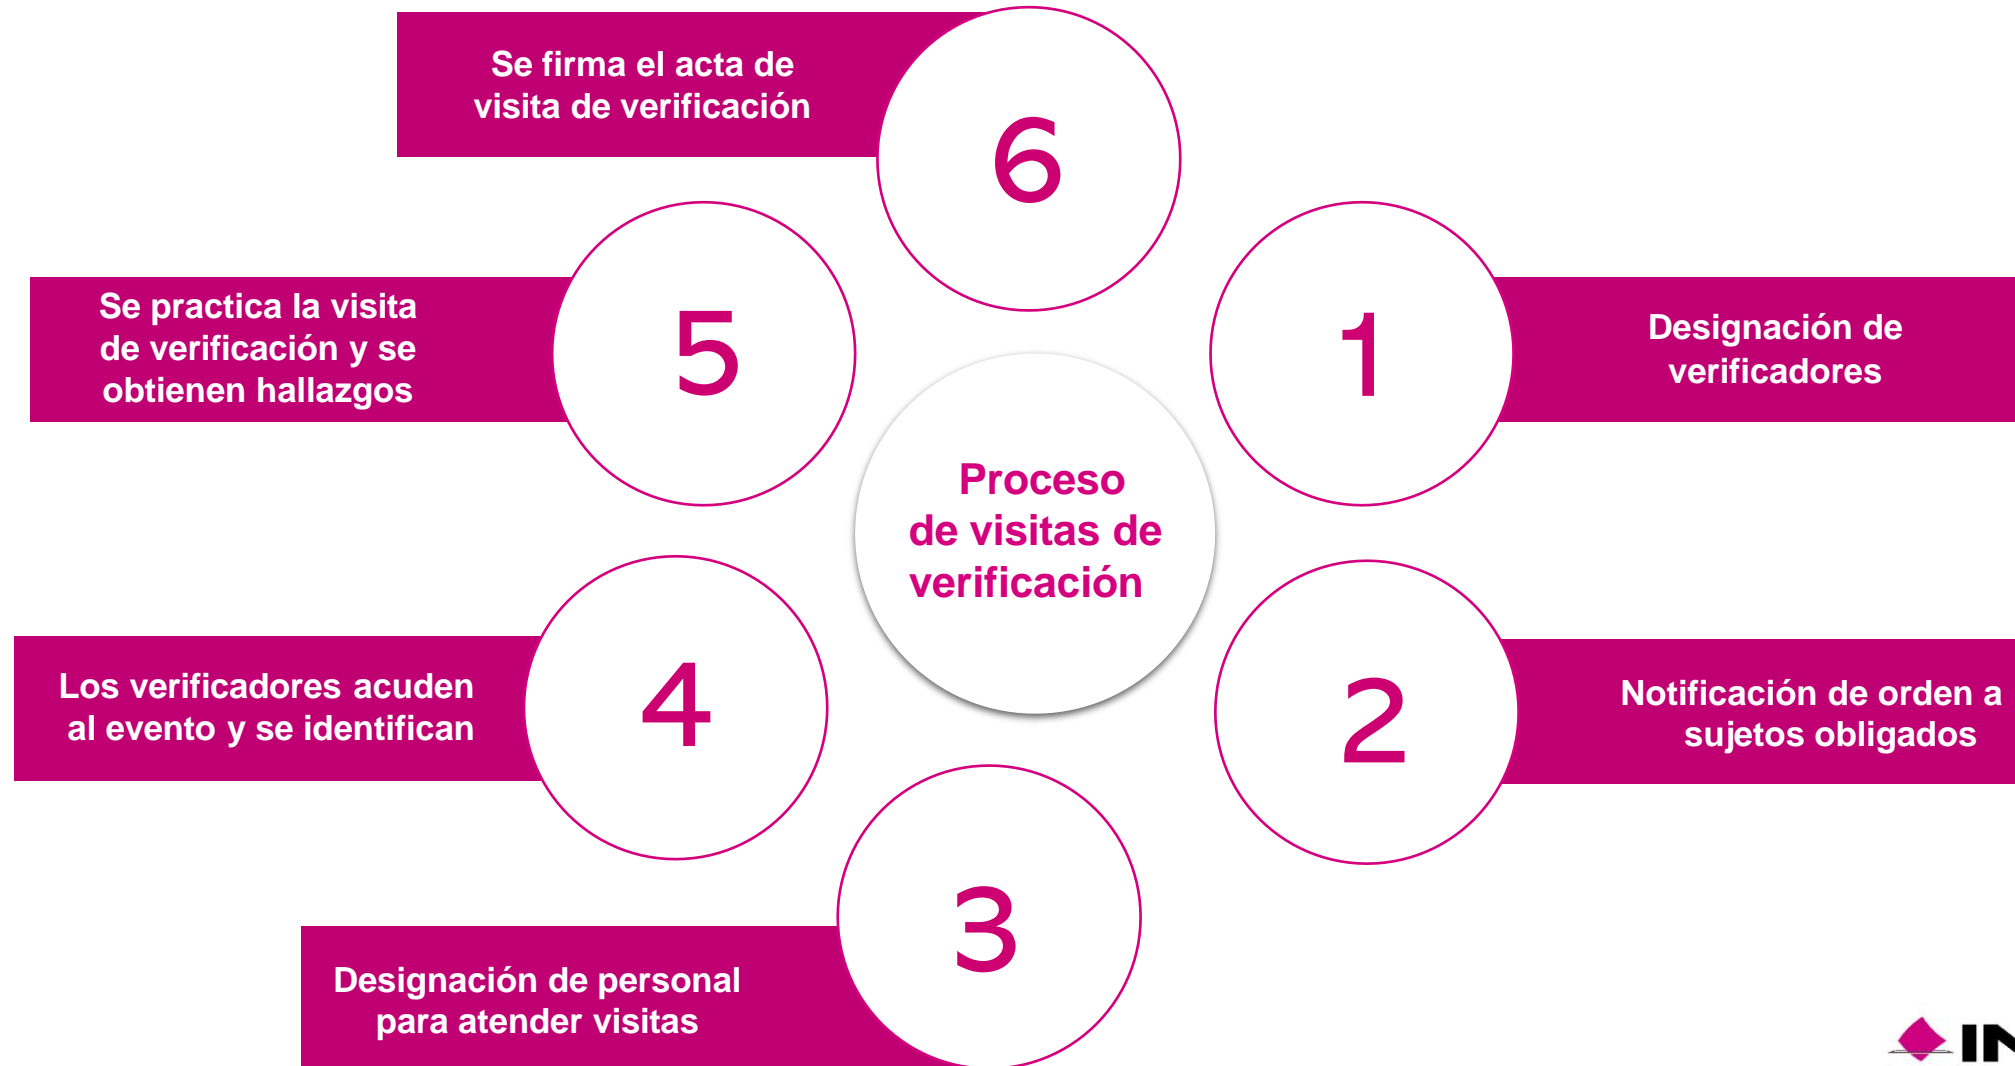 Se firma el acta de
visita de verificación
6
Se practica la visita
de verificación y se
obtienen hallazgos
5
1
Designación de
verificadores
Proceso
de visitas de
verificación
Los verificadores acuden
al evento y se identifican
4
2
Notificación de orden a
sujetos obligados
3
Designación de personal
para atender visitas